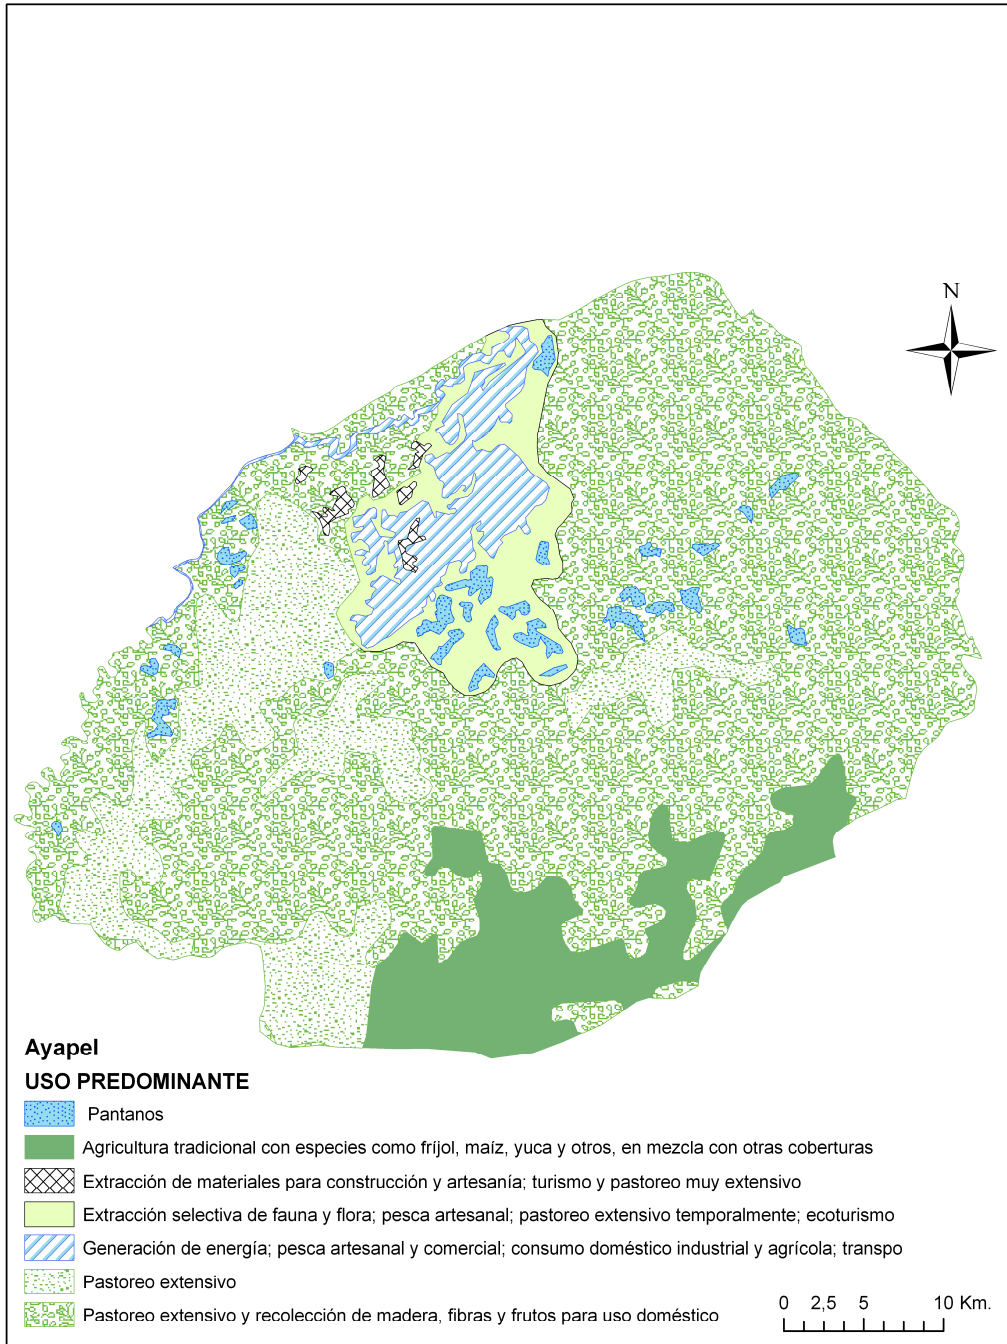 N
Ayapel
USO PREDOMINANTE
Pantanos
Agricultura tradicional con especies como fríjol, maíz, yuca y otros, en mezcla con otras coberturas
Extracción de materiales para construcción y artesanía; turismo y pastoreo muy extensivo
Extracción selectiva de fauna y flora; pesca artesanal; pastoreo extensivo temporalmente; ecoturismo
Generación de energía; pesca artesanal y comercial; consumo doméstico industrial y agrícola; transpo
Pastoreo extensivo
Pastoreo extensivo y recolección de madera, fibras y frutos para uso doméstico
0 2,5 5 10 Km.